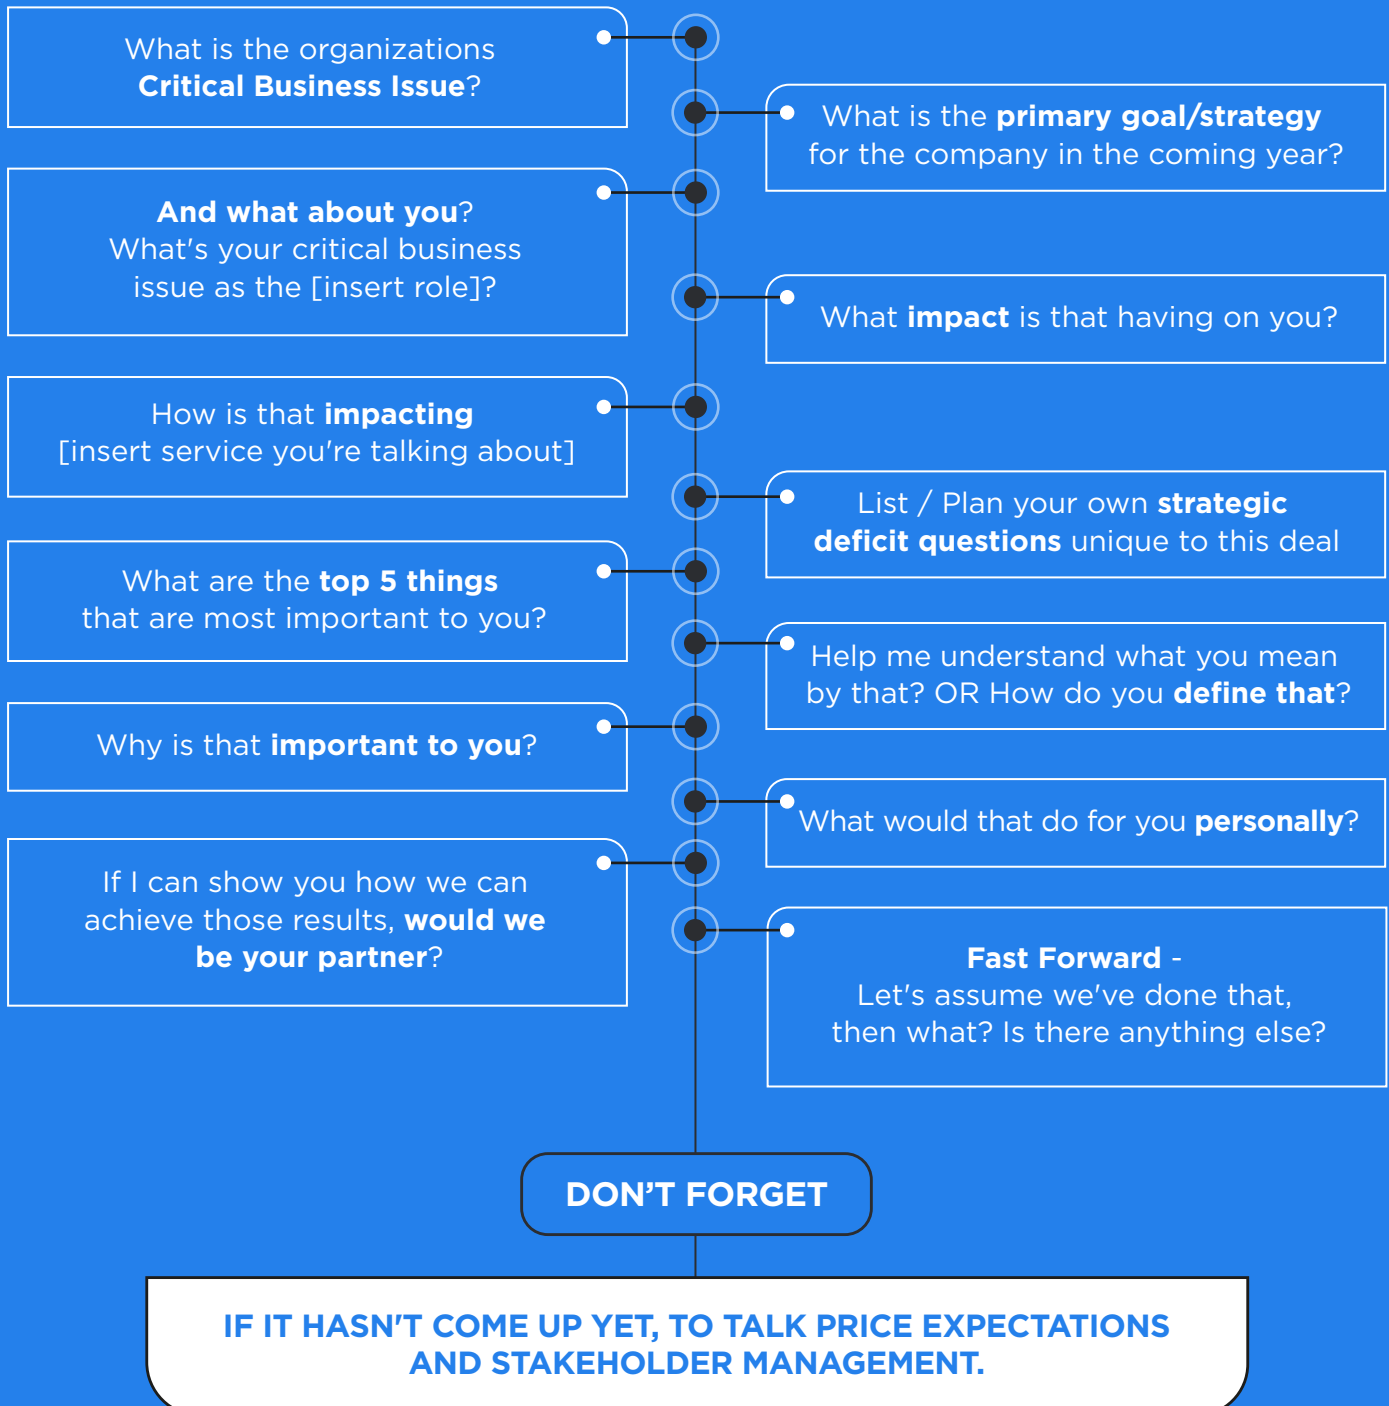 What is the organizations
Critical Business Issue?
What is the primary goal/strategy
for the company in the coming year?
And what about you?
What's your critical business
issue as the [insert role]?
What impact is that having on you?
How is that impacting
[insert service you're talking about]
List / Plan your own strategic
deficit questions unique to this deal
What are the top 5 things
that are most important to you?
Help me understand what you mean
by that? OR How do you define that?
Why is that important to you?
What would that do for you personally?
If I can show you how we can
achieve those results, would we
be your partner?
Fast Forward -
Let's assume we've done that,
then what? Is there anything else?
DON’T FORGET
IF IT HASN'T COME UP YET, TO TALK PRICE EXPECTATIONS
AND STAKEHOLDER MANAGEMENT.